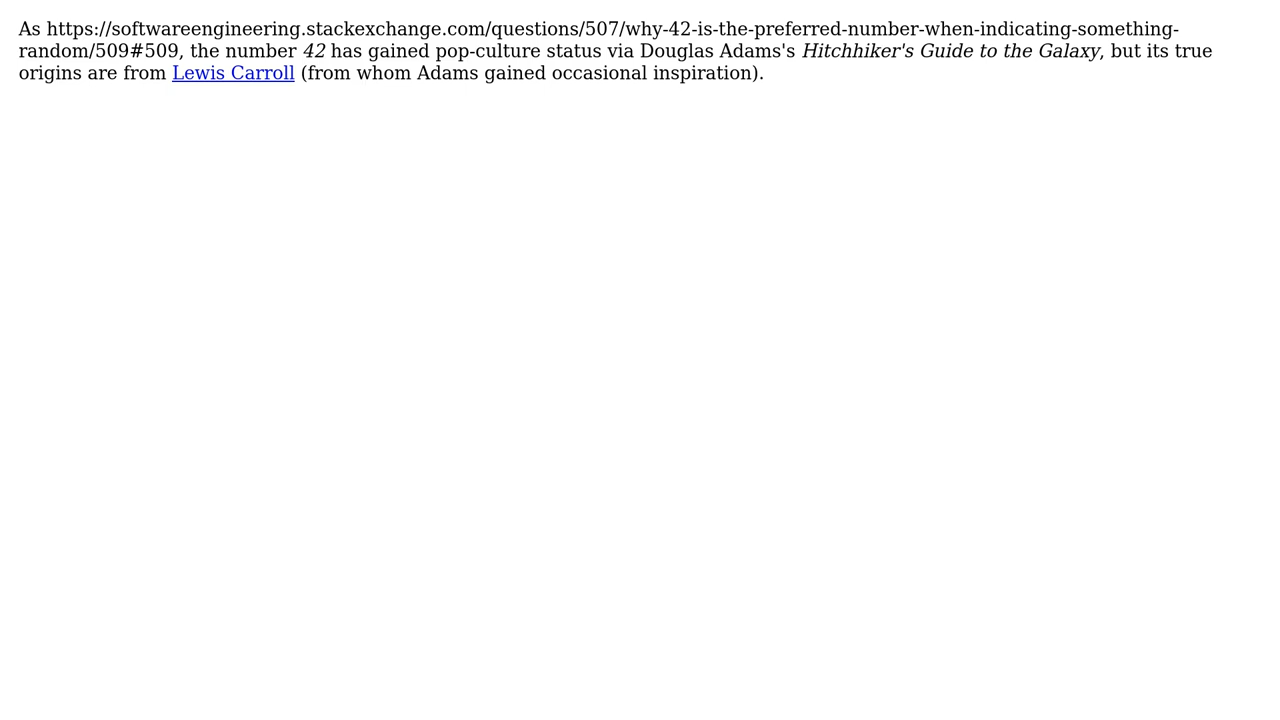 As https://softwareengineering.stackexchange.com/questions/507/why-42-is-the-preferred-number-when-indicating-something-
random/509#509, the number 42 has gained pop-culture status via Douglas Adams's Hitchhiker's Guide to the Galaxy, but its true
origins are from Lewis Carroll (from whom Adams gained occasional inspiration).